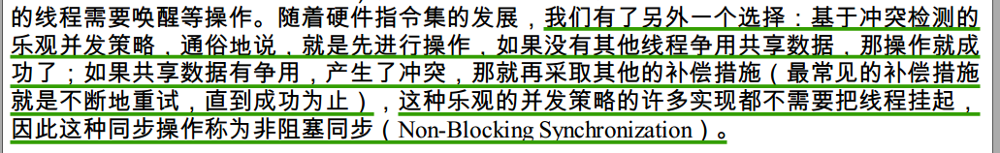 的线程需要唤醒等操作。随着硬件指令集的发展，我们有了另外一个选择：基于冲突检测的
乐观并发策略，通俗地说，就是先进行操作，如果没有其他线程争用共享数据，那操作就成
功了；如果共享数据有争用，产生了冲突，那就再采取其他的补偿措施（最常见的补偿措施
就是不断地重试，直到成功为止），这种乐观的并发策略的许多实现都不需要把线程挂起，
因此这种同步操作称为非阻塞同步（Non-Blocking Synchronization）。